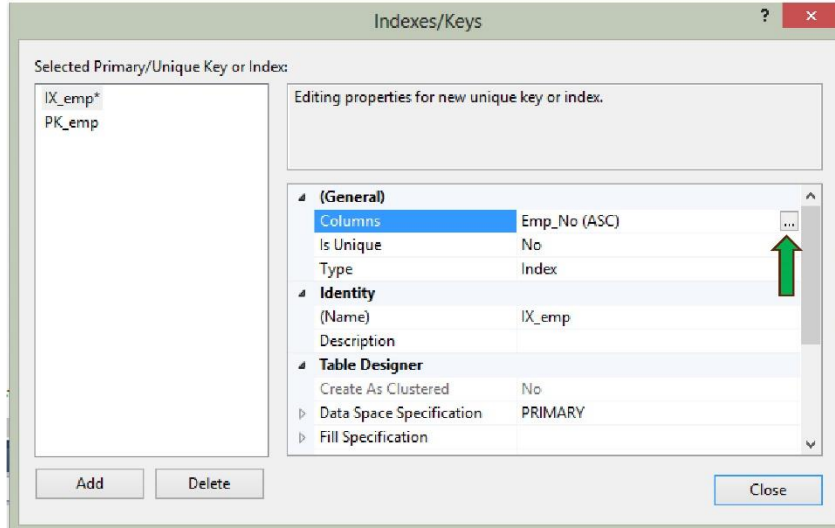 Indexes/Keys
? ×
Selected Primary/Unique Key or Index:
IX_emp*
PK_emp
Editing properties for new unique key or index.
(General)
Columns Emp_No (ASC) ...
Is Unique No
Type Index
Identity
(Name) IX_emp
Description
Table Designer
Create As Clustered No
Data Space Specification PRIMARY
Fill Specification
Add Delete
Close